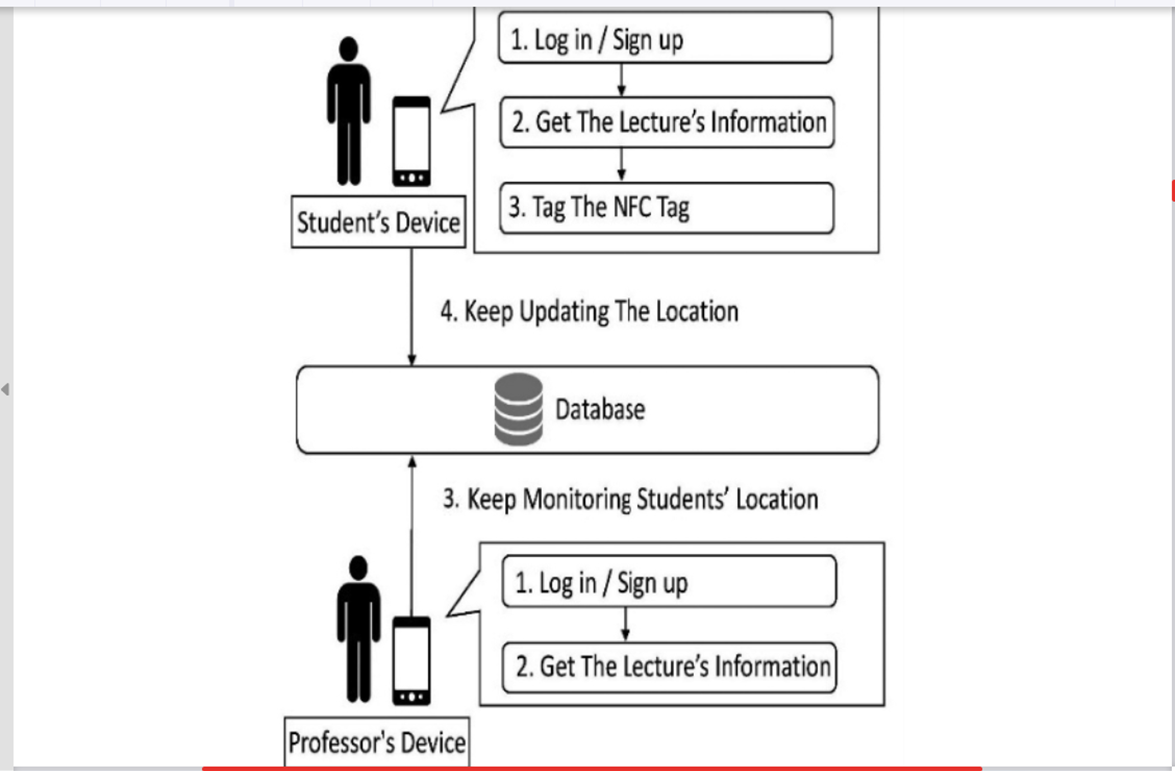 1. Log in / Sign up
2. Get The Lecture's Information
3. Tag The NFC Tag
Student's Device
4. Keep Updating The Location
Database
3. Keep Monitoring Students' Location
1. Log in / Sign up
2. Get The Lecture's Information
Professor's Device